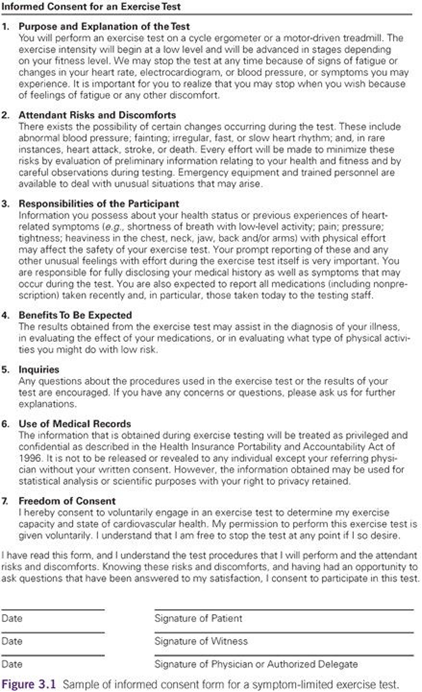 Informed Consent for an Exercise Test
1. Purpose and Explanation of the Test
You will perform an exercise test on a cycle ergometer or a motor-driven treadmill. The
exercise intensity will begin at a low level and will be advanced in stages depending
on your fitness level. We may stop the test at any time because of signs of fatigue or
changes in your heart rate, electrocardiogram, or blood pressure, or symptoms you may
experience. It is important for you to realize that you may stop when you wish because
of feelings of fatigue or any other discomfort.
2. Attendant Risks and Discomforts
There exists the possibility of certain changes occurring during the test. These include
abnormal blood pressure; fainting; irregular, fast, or slow heart rhythm; and, in rare
instances, heart attack, stroke, or death. Every effort will be made to minimize these
risks by evaluation of preliminary information relating to your health and fitness and by
careful observations during testing. Emergency equipment and trained personnel are
available to deal with unusual situations that may arise.
3. Responsibilities of the Participant
Information you possess about your health status or previous experiences of heart-
related symptoms (e.g., shortness of breath with low-level activity; pain; pressure;
tightness; heaviness in the chest, neck, jaw, back and/or arms) with physical effort
may affect the safety of your exercise test. Your prompt reporting of these and any
other unusual feelings with effort during the exercise test itself is very important. You
are responsible for fully disclosing your medical history as well as symptoms that may
occur during the test. You are also expected to report all medications (including nonpre-
scription) taken recently and, in particular, those taken today to the testing staff.
4. Benefits To Be Expected
The results obtained from the exercise test may assist in the diagnosis of your illness,
in evaluating the effect of your medications, or in evaluating what type of physical activi-
ties you might do with low risk.
5. Inquiries
Any questions about the procedures used in the exercise test or the results of your
test are encouraged. If you have any concerns or questions, please ask us for further
explanations.
6. Use of Medical Records
The information that is obtained during exercise testing will be treated as privileged and
confidential as described in the Health Insurance Portability and Accountability Act of
1996. It is not to be released or revealed to any individual except your referring physi-
cian without your written consent. However, the information obtained may be used for
statistical analysis or scientific purposes with your right to privacy retained.
7. Freedom of Consent
I hereby consent to voluntarily engage in an exercise test to determine my exercise
capacity and state of cardiovascular health. My permission to perform this exercise test is
given voluntarily. I understand that I am free to stop the test at any point if I so desire.
I have read this form, and I understand the test procedures that I will perform and the attendant
risks and discomforts. Knowing these risks and discomforts, and having had an opportunity to
ask questions that have been answered to my satisfaction, I consent to participate in this test.
Date Signature of Patient
Date Signature of Witness
Date Signature of Physician or Authorized Delegate
Figure 3.1 Sample of informed consent form for a symptom-limited exercise test.